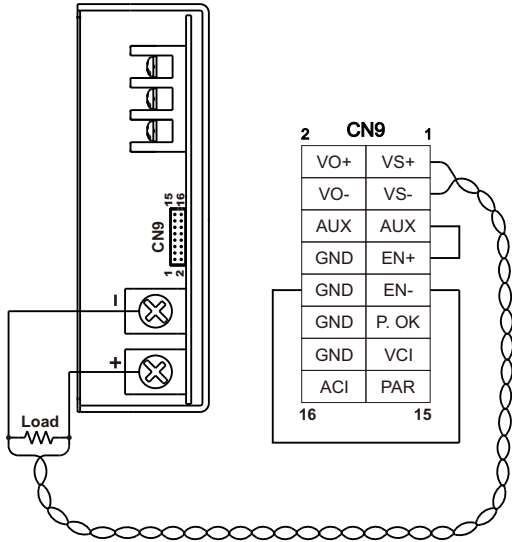 2 CN9 1
VO+ VS+
VO- VS-
AUX AUX
GND EN+
GND EN-
GND P. OK
GND VCI
ACI PAR
16 15
CN9
15 16
1 2
-
+
Load